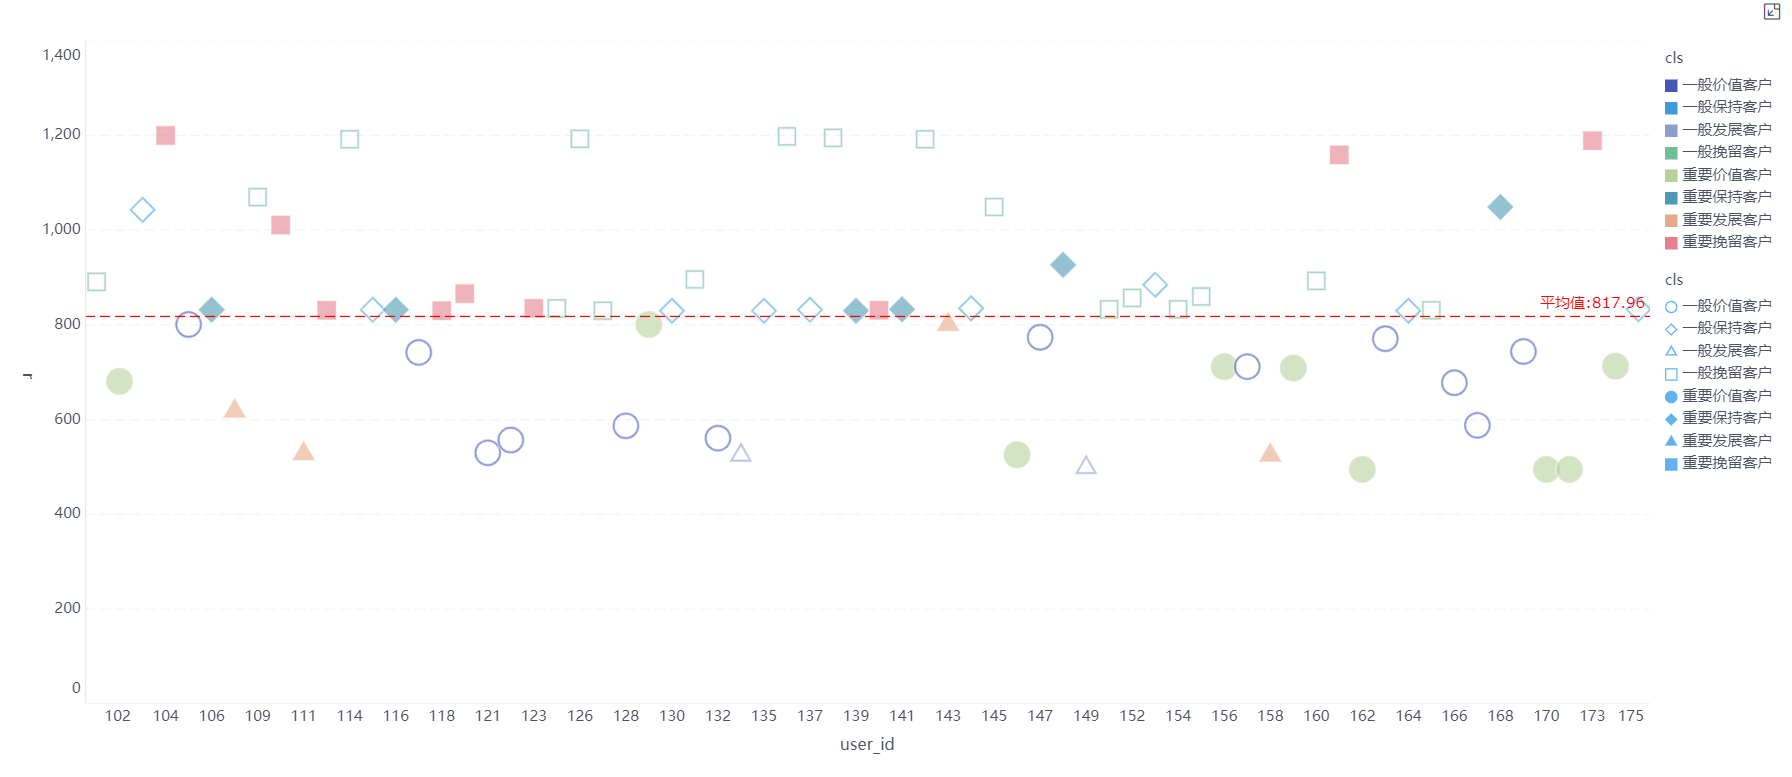 1,400
1,200
1,000
800
600
400
200
0
r
平均值:817.96
102 104 106 109 111 114 116 118 121 123 126 128 130 132 135 137 139 141 143 145 147 149 152 154 156 158 160 162 164 166 168 170 173 175
user_id
cls
一般价值客户
一般保持客户
一般发展客户
一般挽留客户
重要价值客户
重要保持客户
重要发展客户
重要挽留客户
cls
一般价值客户
一般保持客户
一般发展客户
一般挽留客户
重要价值客户
重要保持客户
重要发展客户
重要挽留客户